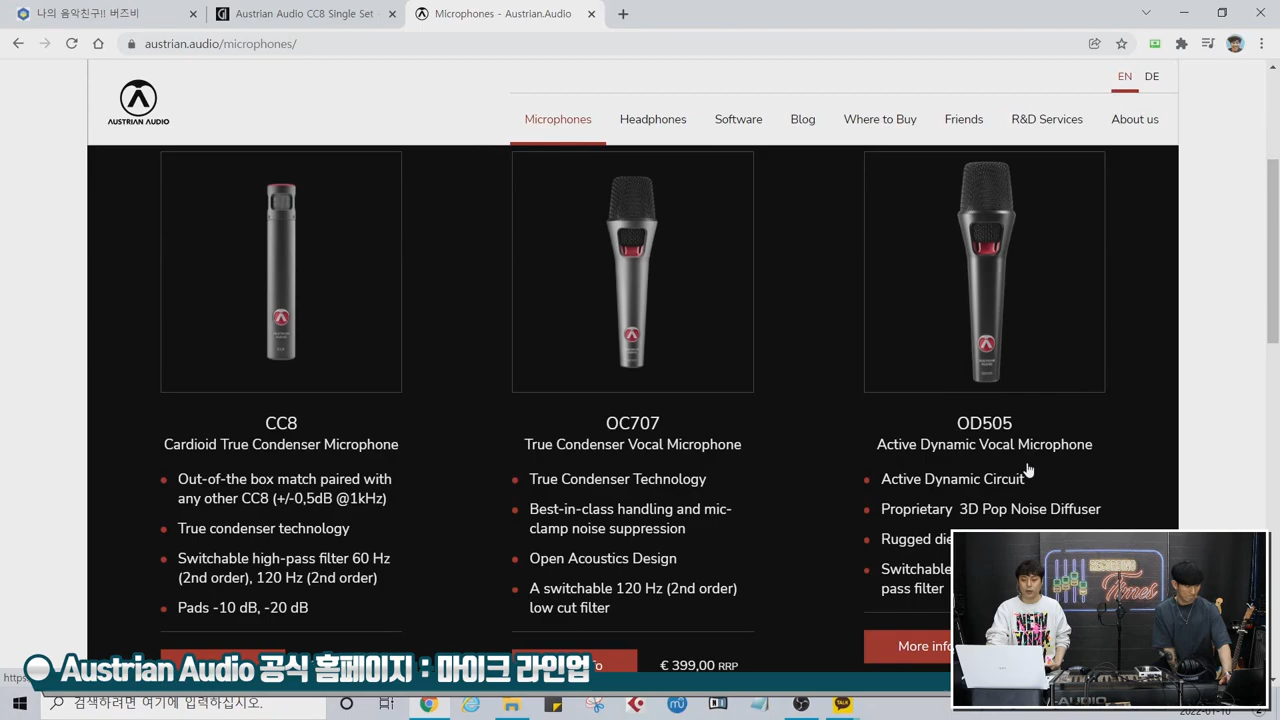 나의 음악친구!! 버즈비
Austrian Audio CC8 SIngle Set -
Microphones - Austrian.Audio
austrian.audio/microphones/
EN DE
AUSTRIAN AUDIO
Microphones Headphones Software Blog Where to Buy Friends R&D Services About us
CC8
Cardioid True Condenser Microphone
Out-of-the box match paired with
any other CC8 (+/-0,5dB @1kHz)
True condenser technology
Switchable high-pass filter 60 Hz
(2nd order), 120 Hz (2nd order)
Pads -10 dB, -20 dB
OC707
True Condenser Vocal Microphone
True Condenser Technology
Best-in-class handling and mic-
clamp noise suppression
Open Acoustics Design
A switchable 120 Hz (2nd order)
low cut filter
€ 399,00 RRP
OD505
Active Dynamic Vocal Microphone
Active Dynamic Circuit
Proprietary 3D Pop Noise Diffuser
Rugged die
Switchable
pass filter
More info
Times
NEW
Austrian Audio 공식 홈페이지 : 마이크 라인업
https
검색하려면 여기에 입력하십시오.
2022-01-10